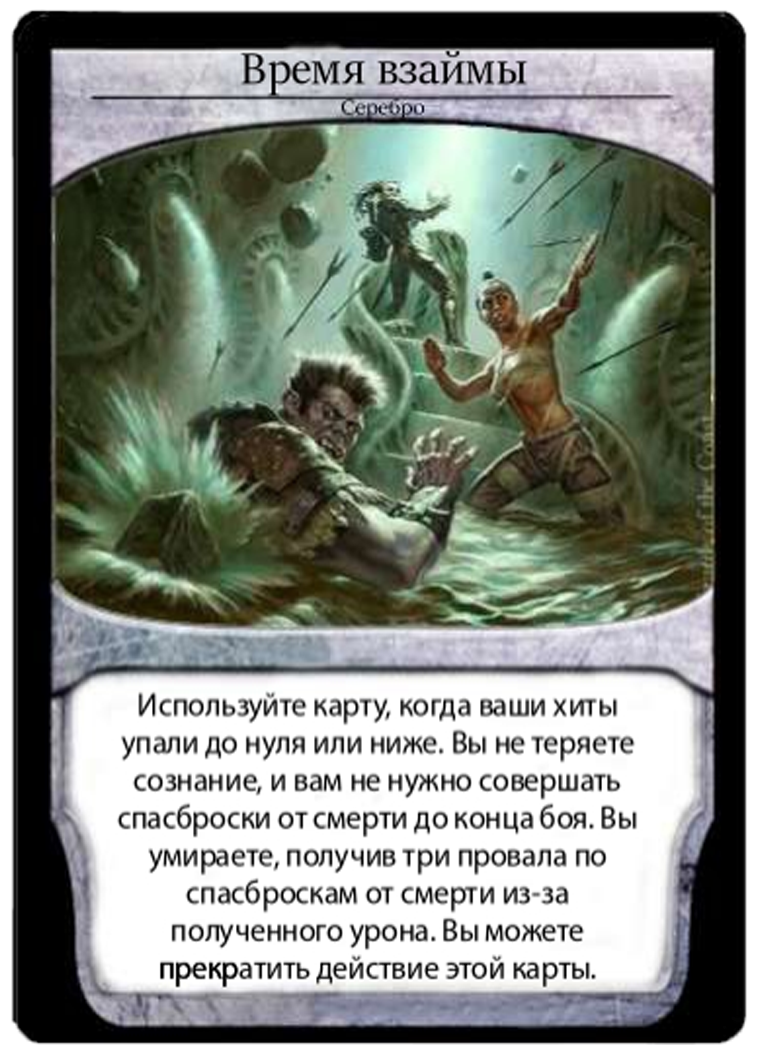 Время взаймы
Серебро
Используйте карту, когда ваши хиты
упали до нуля или ниже. Вы не теряете
сознание, и вам не нужно совершать
спасброски от смерти до конца боя. Вы
умираете, получив три провала по
спасброскам от смерти из-за
полученного урона. Вы можете
прекратить действие этой карты.